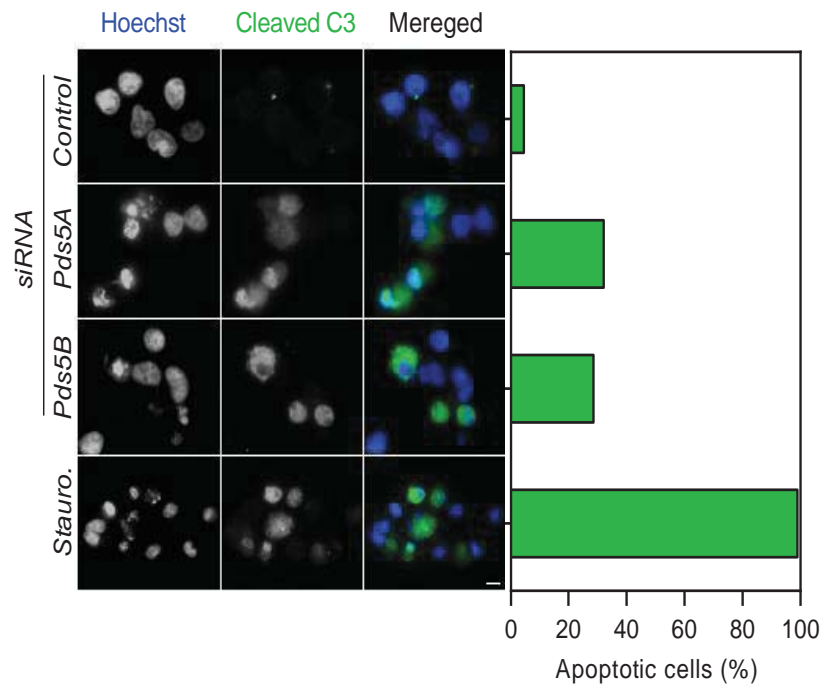 Hoechst Cleaved C3 Mereged
siRNA
Control
Pds5A
Pds5B
Stauro.
0 20 40 60 80 100
Apoptotic cells (%)